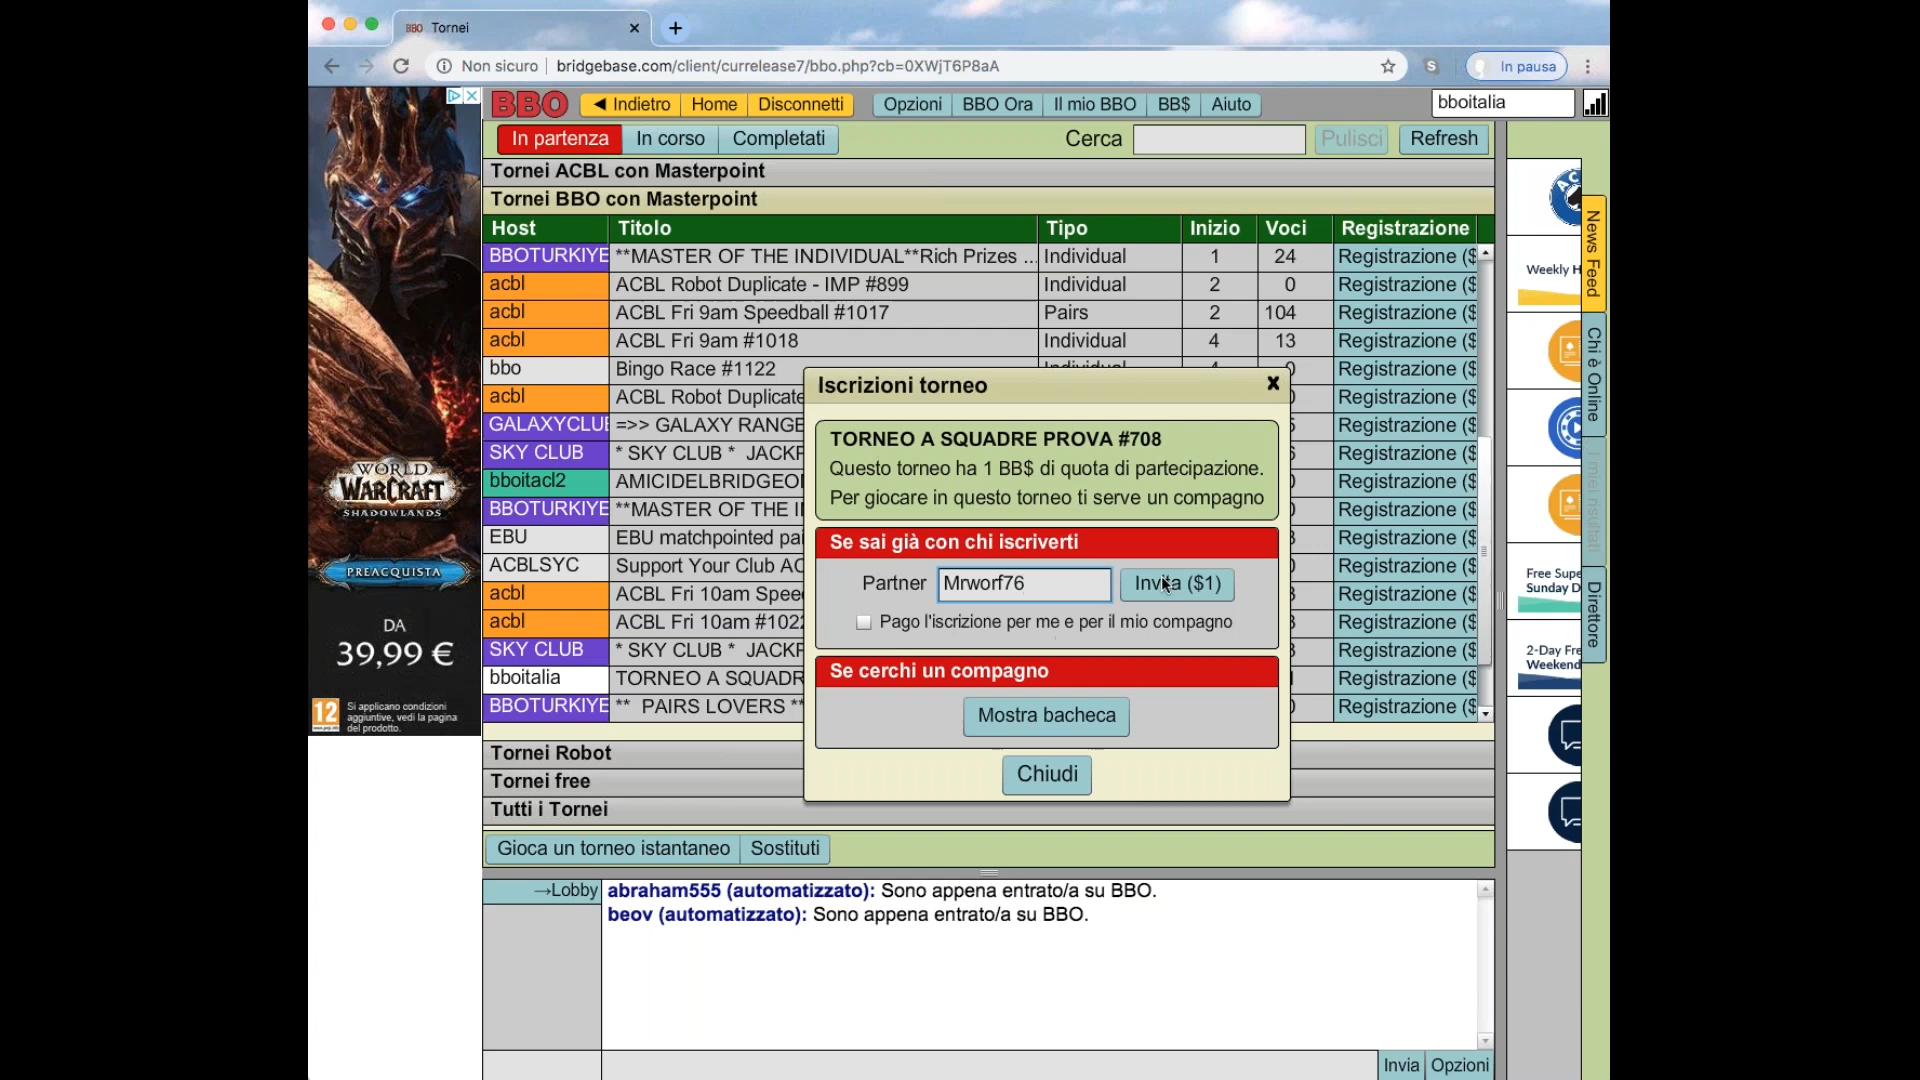 BBO Tornei
Non sicuro | bridgebase.com/client/currelease7/bbo.php?cb=0XWjT6P8aA
S
In pausa
BBO
Indietro Home Disconnetti Opzioni BBO Ora Il mio BBO BB$ Aiuto
bboitalia
In partenza In corso Completati Cerca Pulisci Refresh
Tornei ACBL con Masterpoint
Tornei BBO con Masterpoint
Host Titolo Tipo Inizio Voci Registrazione
BBOTURKIYE **MASTER OF THE INDIVIDUAL**Rich Prizes ... Individual 1 24 Registrazione ($
acbl ACBL Robot Duplicate - IMP #899 Individual 2 0 Registrazione ($
acbl ACBL Fri 9am Speedball #1017 Pairs 2 104 Registrazione ($
acbl ACBL Fri 9am #1018 Individual 4 13 Registrazione ($
bbo Bingo Race #1122 Registrazione ($
acbl ACBL Robot Duplicate Registrazione ($
GALAXYCLU =>> GALAXY RANGE Registrazione ($
SKY CLUB * SKY CLUB * JACKP Registrazione ($
bboitacl2 AMICIDELBRIDGEO Registrazione ($
BBOTURKIYE **MASTER OF THE I Registrazione ($
EBU EBU matchpointed pai Registrazione ($
ACBLSYC Support Your Club AC Registrazione ($
acbl ACBL Fri 10am Spee Registrazione ($
acbl ACBL Fri 10am #1022 Registrazione ($
SKY CLUB * SKY CLUB * JACKP Registrazione ($
bboitalia TORNEO A SQUADR Registrazione ($
BBOTURKIYE ** PAIRS LOVERS ** Registrazione ($
Tornei Robot
Tornei free
Tutti i Tornei
Gioca un torneo istantaneo Sostituti
Iscrizioni torneo
TORNEO A SQUADRE PROVA #708
Questo torneo ha 1 BB$ di quota di partecipazione.
Per giocare in questo torneo ti serve un compagno
Se sai già con chi iscriverti
Partner Mrworf76 Invita ($1)
Pago l'iscrizione per me e per il mio compagno
Se cerchi un compagno
Mostra bacheca
Chiudi
→Lobby
abraham555 (automatizzato): Sono appena entrato/a su BBO.
beov (automatizzato): Sono appena entrato/a su BBO.
Invia Opzioni
WORLD
WARCRAFT
SHADOWLANDS
PREACQUISTA
DA
39,99 €
12
Si applicano condizioni
aggiuntive, vedi la pagina
del prodotto.
News Feed
Chi è Online
I miei risultati
Direttore
Weekly H
Free Supe
Sunday D
2-Day Fre
Weekend